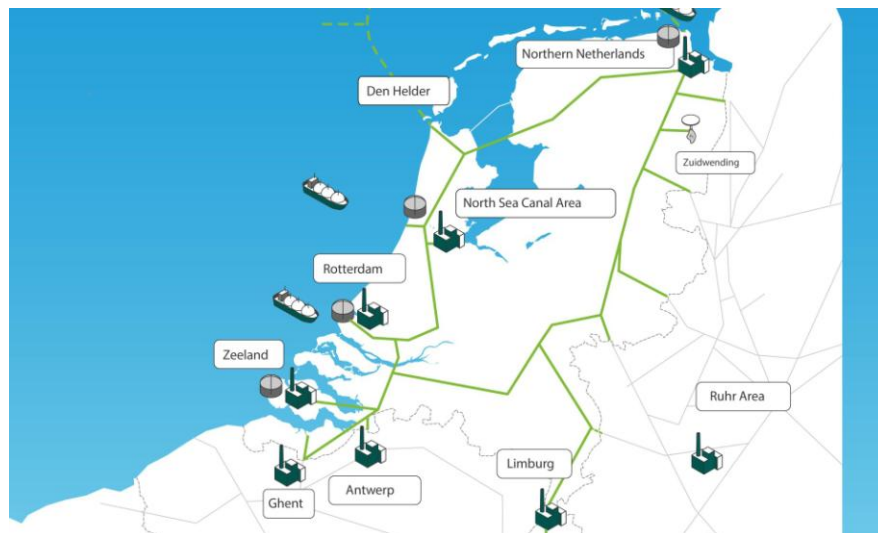 Northern Netherlands
Den Helder
Zuidwending
North Sea Canal Area
Rotterdam
Zeeland
Ruhr Area
Limburg
Antwerp
Ghent